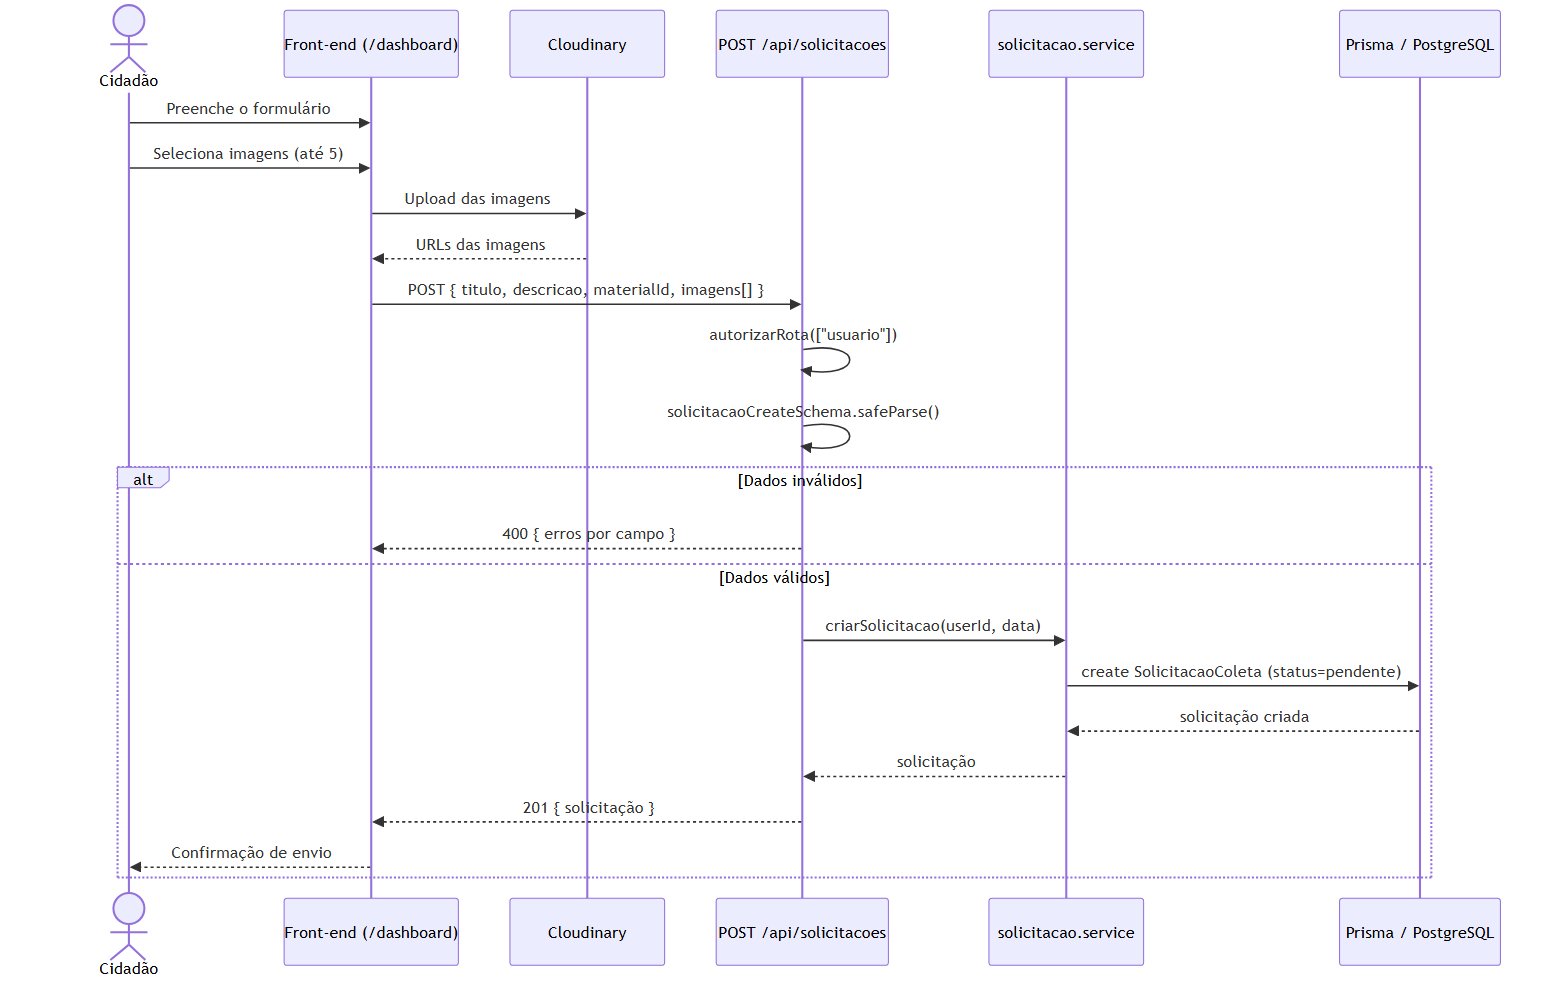 Cidadão
Front-end (/dashboard)
Cloudinary
POST /api/solicitacoes
solicitacao.service
Prisma / PostgreSQL
Preenche o formulário
Seleciona imagens (até 5)
Upload das imagens
URLs das imagens
POST { titulo, descricao, materialId, imagens[] }
autorizarRota(["usuario"])
solicitacaoCreateSchema.safeParse()
alt
[Dados inválidos]
400 { erros por campo }
[Dados válidos]
criarSolicitacao(userId, data)
create SolicitacaoColeta (status=pendente)
solicitação criada
solicitação
201 { solicitação }
Confirmação de envio
Cidadão
Front-end (/dashboard)
Cloudinary
POST /api/solicitacoes
solicitacao.service
Prisma / PostgreSQL